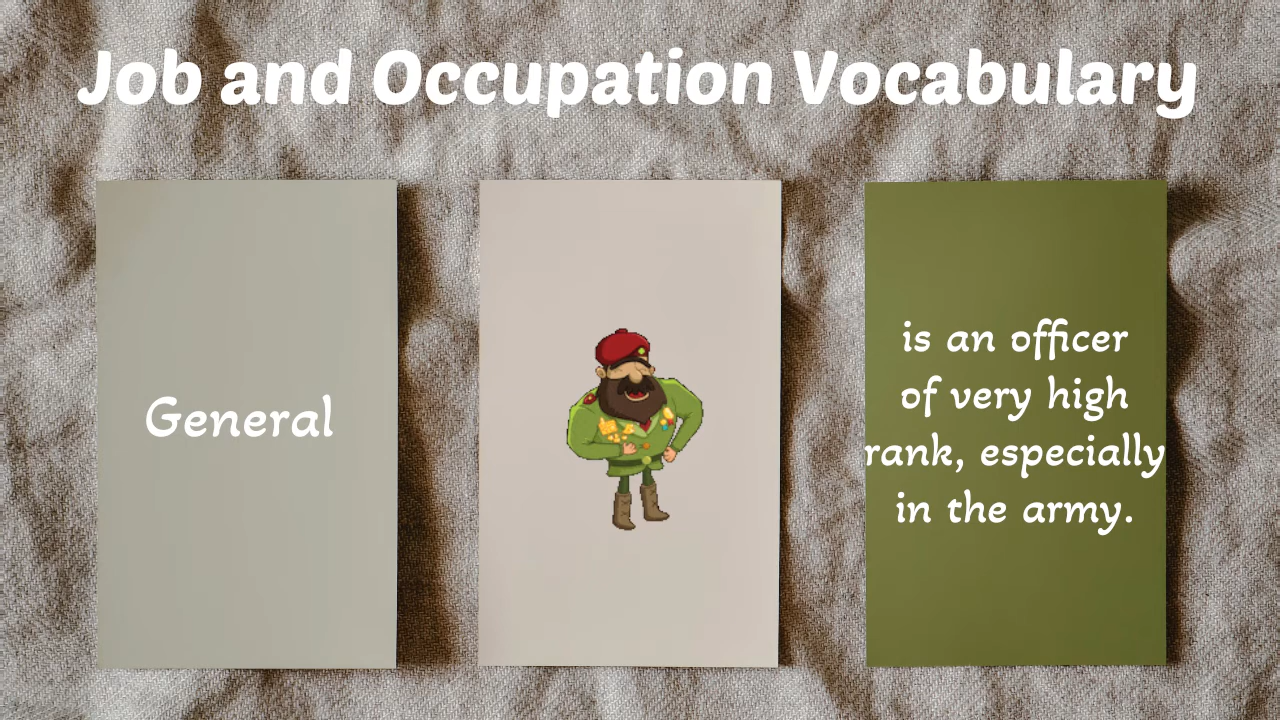 Job and Occupation Vocabulary
General
is an officer
of very high
rank, especially
in the army.